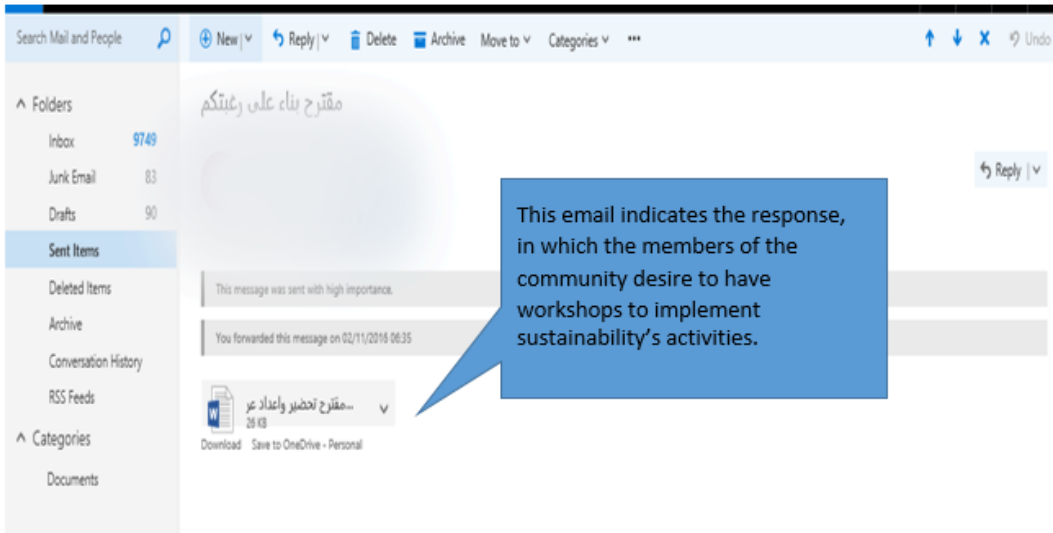 Search Mail and People
New
Reply
Delete
Archive
Move to
Categories
...
Undo
Folders
Inbox 9749
Junk Email 83
Drafts 90
Sent Items
Deleted Items
Archive
Conversation History
RSS Feeds
Categories
Documents
مقترح بناء على رغبتكم
Reply
This message was sent with high importance.
You forwarded this message on 02/11/2016 06:35
مقترح تحضير واعداد عر...
26 KB
Download Save to OneDrive - Personal
This email indicates the response,
in which the members of the
community desire to have
workshops to implement
sustainability’s activities.